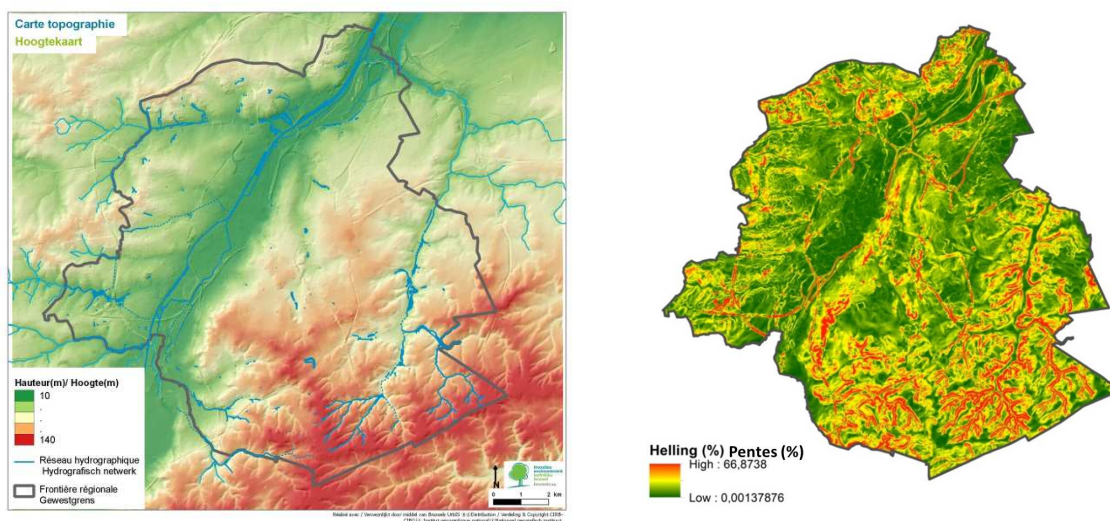 Carte topographie
Hoogtekaart
Hauteur(m)/ Hoogte(m)
10
.
.
140
Réseau hydrographique
Hydrografisch netwerk
Frontière régionale
Gewestgrens
N
0 1 2 km
Helling (%) Pentes (%)
High : 66,8738
Low : 0,00137876